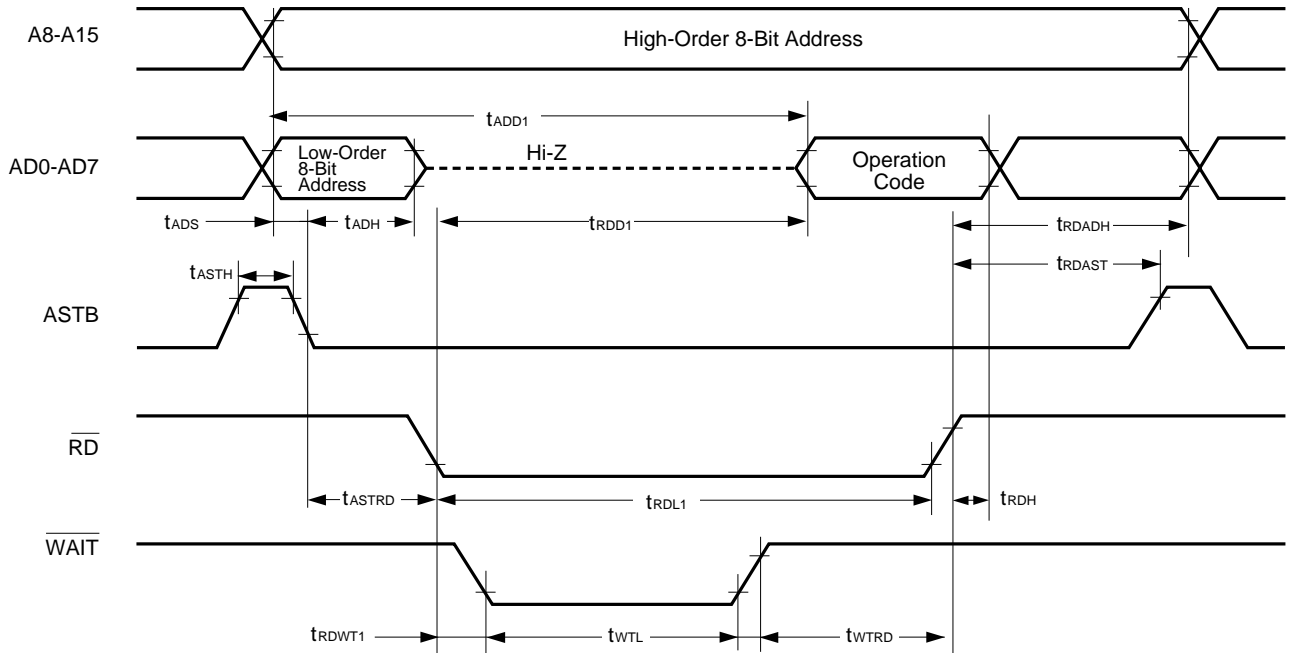 A8-A15
High-Order 8-Bit Address
tADD1
AD0-AD7
Low-Order
8-Bit
Address
Hi-Z
Operation
Code
tADS
tADH
tRDD1
tRDADH
tASTH
tRDAST
ASTB
RD
tASTRD
tRDL1
tRDH
WAIT
tRDWT1
tWTL
tWTRD